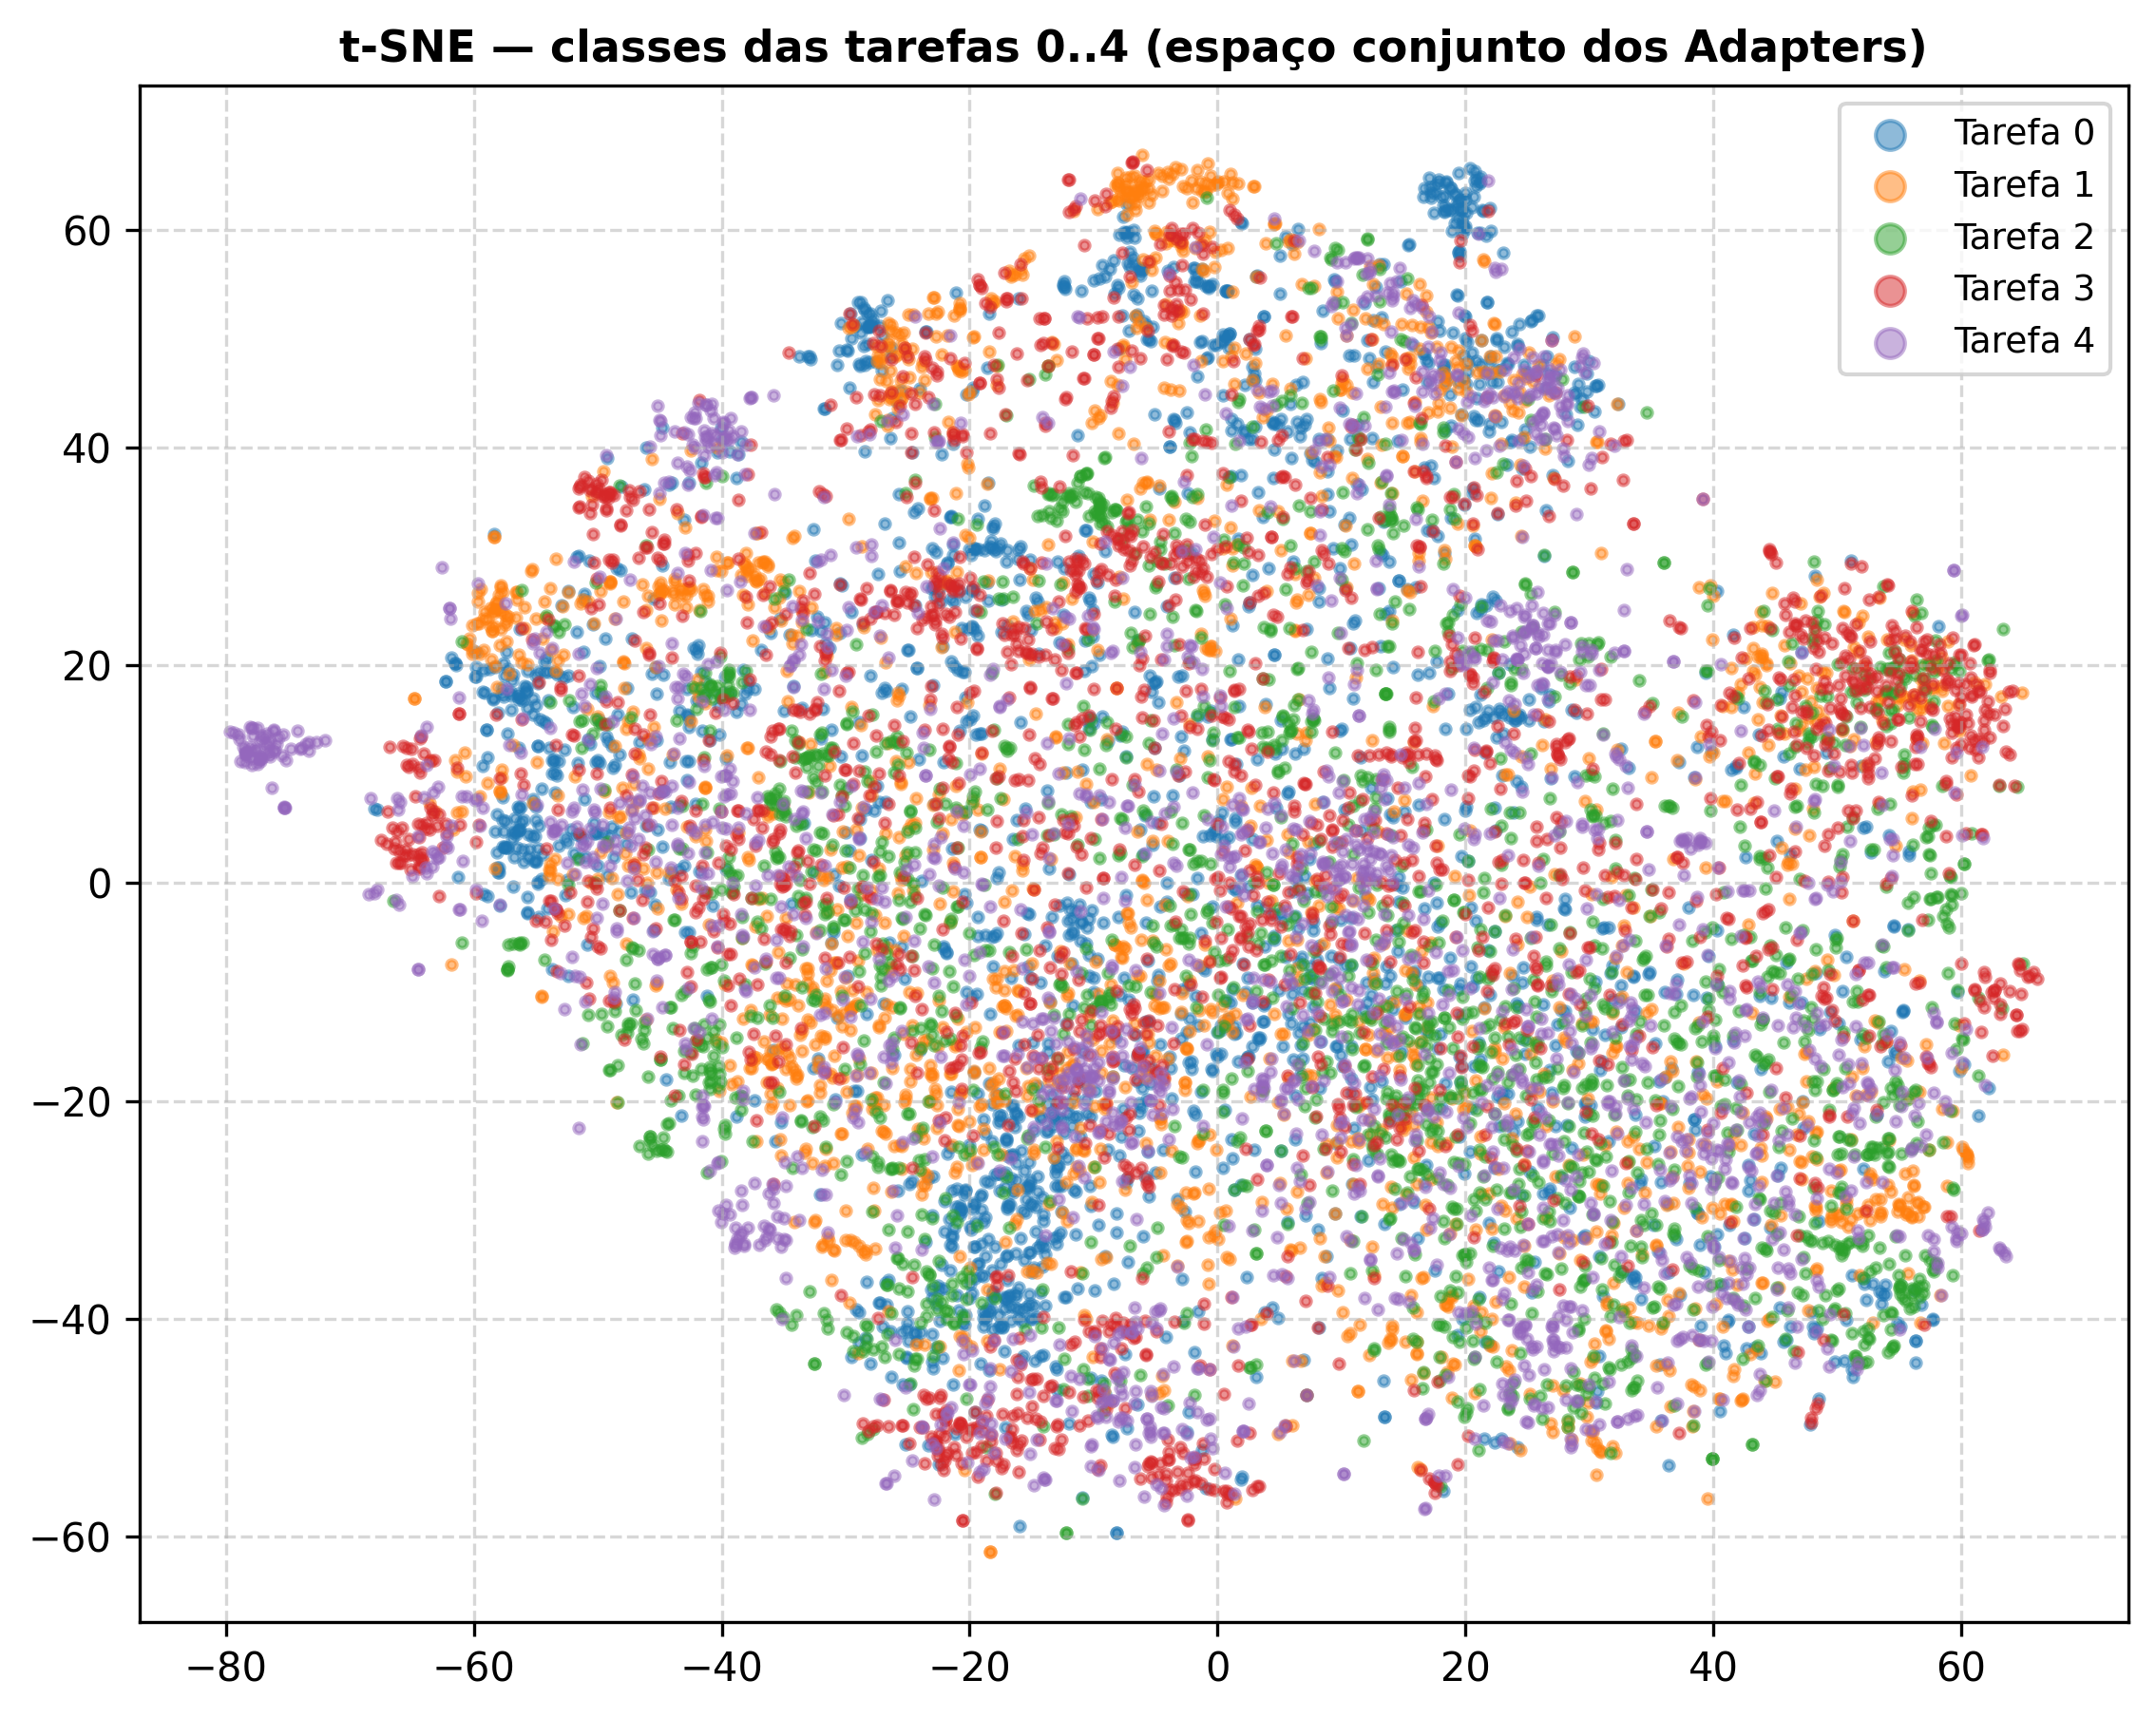 t-SNE — classes das tarefas 0..4 (espaço conjunto dos Adapters)
Tarefa 0
Tarefa 1
Tarefa 2
Tarefa 3
Tarefa 4
60
40
20
0
−20
−40
−60
−80 −60 −40 −20 0 20 40 60